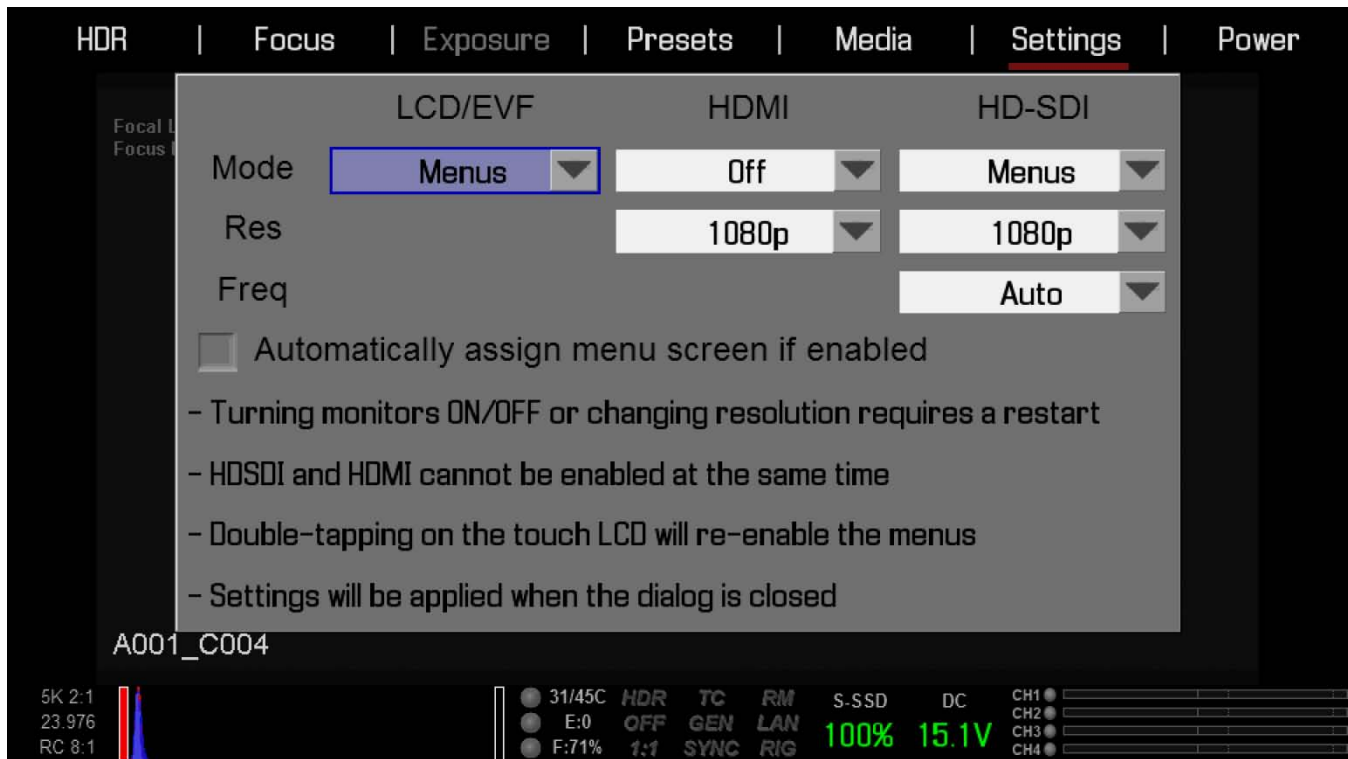 HDR | Focus | Exposure | Presets | Media | Settings | Power
LCD/EVF HDMI HD-SDI
Focal
Focus
Mode Menus Off Menus
Res 1080p 1080p
Freq Auto
Automatically assign menu screen if enabled
- Turning monitors ON/OFF or changing resolution requires a restart
- HDSDI and HDMI cannot be enabled at the same time
- Double-tapping on the touch LCD will re-enable the menus
- Settings will be applied when the dialog is closed
A001_C004
5K 2:1 31/45C HDR TC RM S-SSD DC CH1
CH2
23.976 E:0 OFF GEN LAN 100% 15.1V CH3
RC 8:1 F:71% 1:1 SYNC RIG CH4